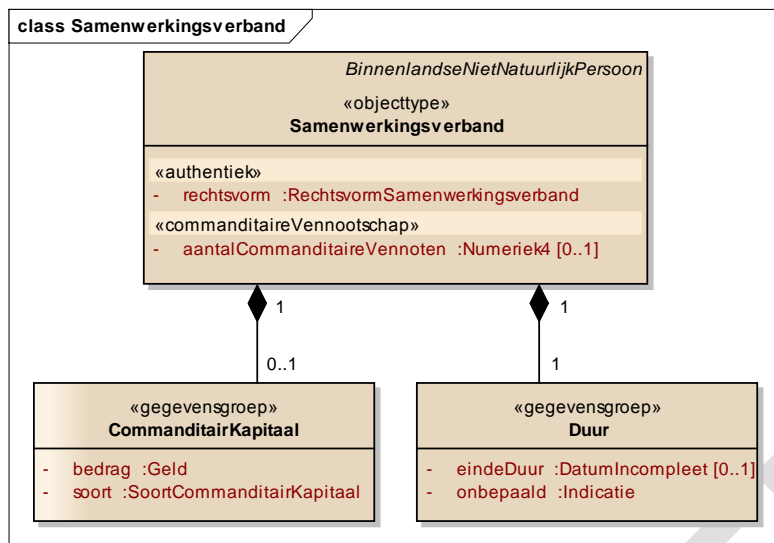 class Samenwerkingsverband
BinnenlandseNietNatuurlijkPersoon
«objecttype»
Samenwerkingsverband
«authentiek»
- rechtsvorm :RechtsvormSamenwerkingsverband
«commanditaireVennootschap»
- aantalCommanditaireVennoten :Numeriek4 [0..1]
1
1
0..1
1
«gegevensgroep»
CommanditairKapitaal
- bedrag :Geld
- soort :SoortCommanditairKapitaal
«gegevensgroep»
Duur
- eindeDuur :DatumIncompleet [0..1]
- onbepaald :Indicatie